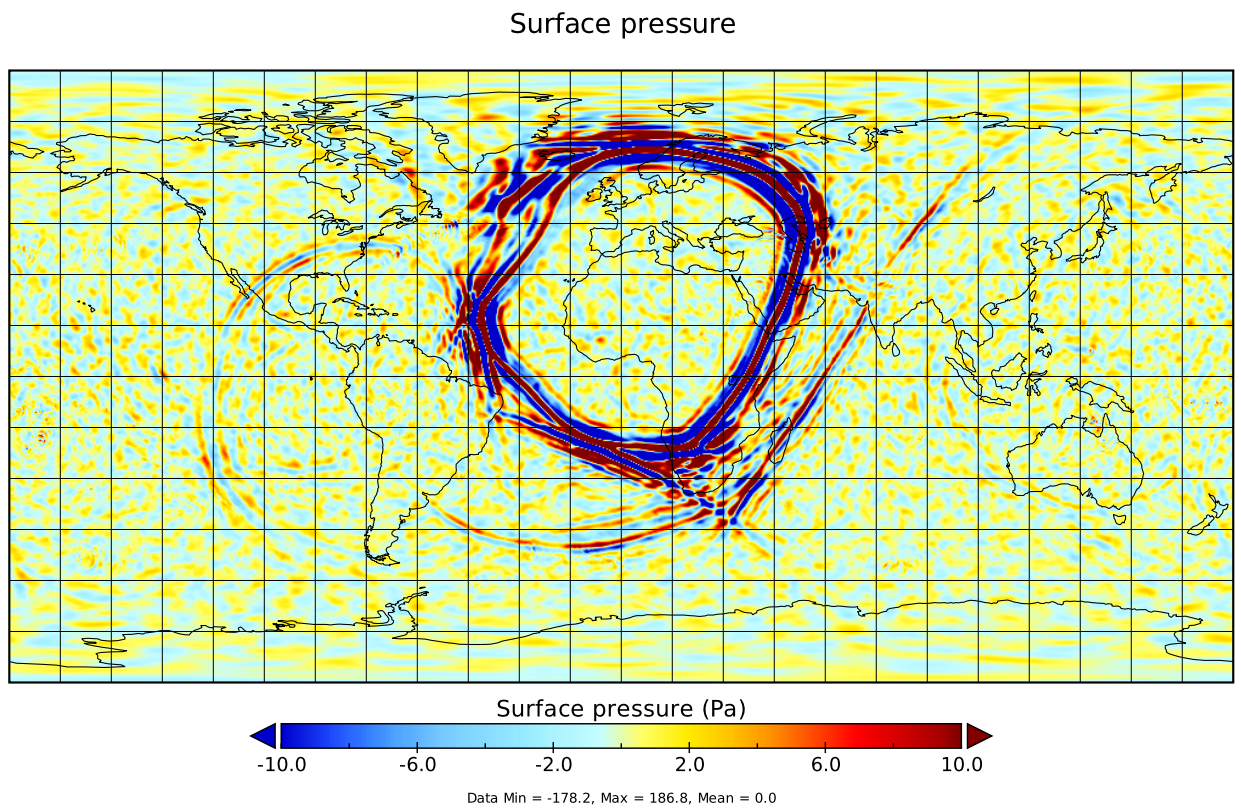 Surface pressure
Surface pressure (Pa)
-10.0 -6.0 -2.0 2.0 6.0 10.0
Data Min = -178.2, Max = 186.8, Mean = 0.0